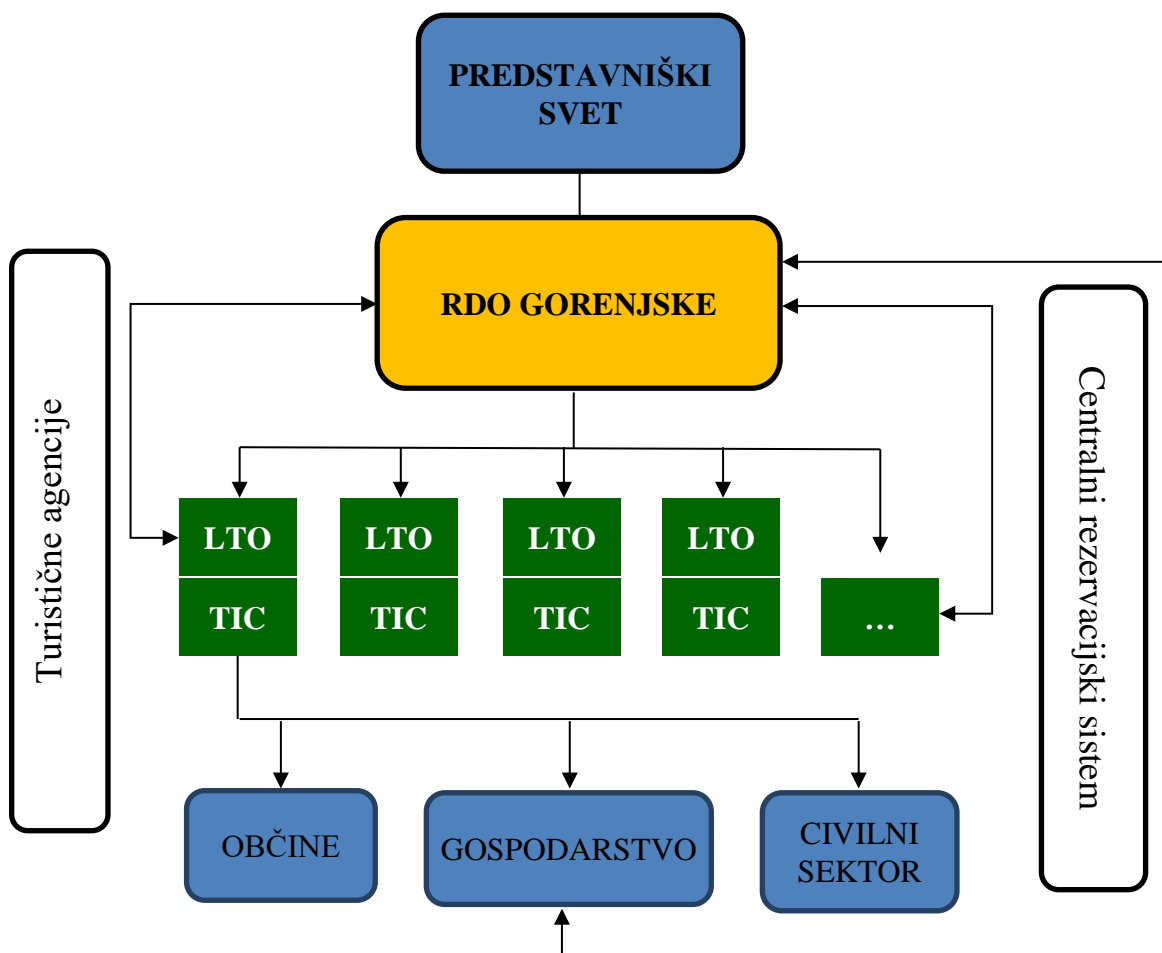 PREDSTAVNIŠKI
SVET
RDO GORENJSKE
Turistične agencije
Centralni rezervacijski sistem
LTO
LTO
LTO
LTO
TIC
TIC
TIC
TIC
...
OBČINE
GOSPODARSTVO
CIVILNI
SEKTOR